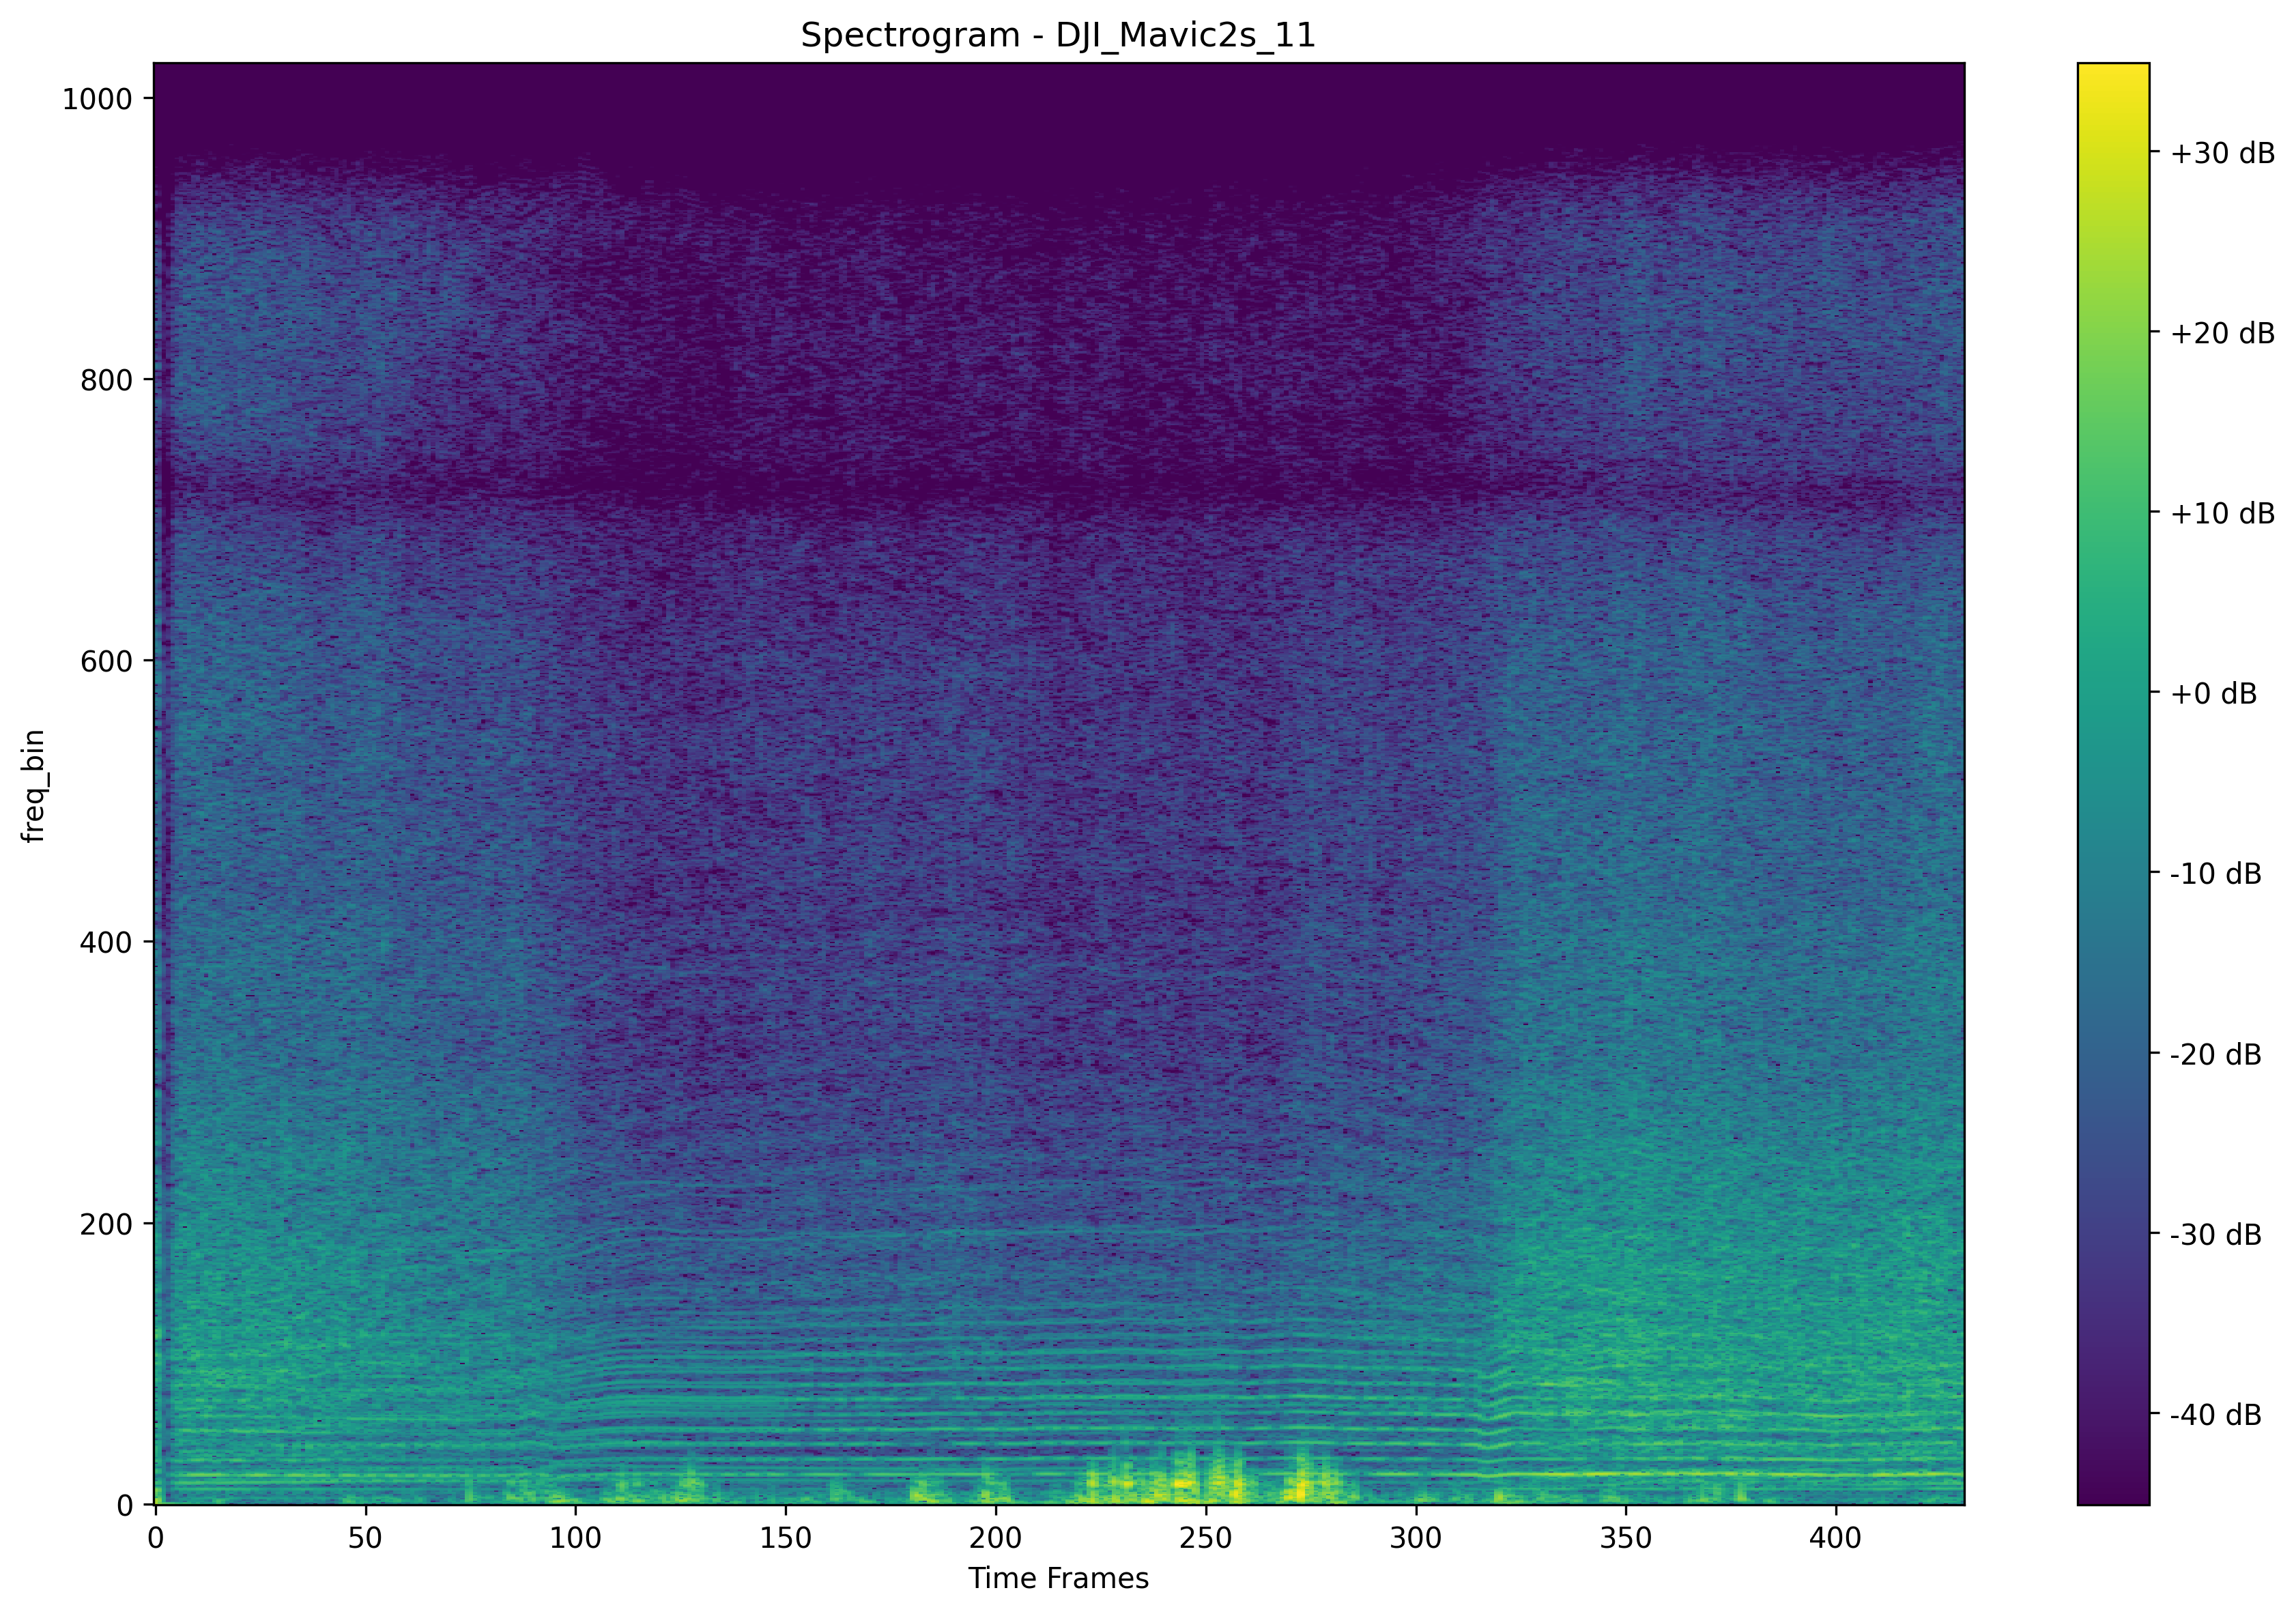 Spectrogram - DJI_Mavic2s_11
1000
800
600
400
200
0
freq_bin
0 50 100 150 200 250 300 350 400
Time Frames
+30 dB
+20 dB
+10 dB
+0 dB
-10 dB
-20 dB
-30 dB
-40 dB